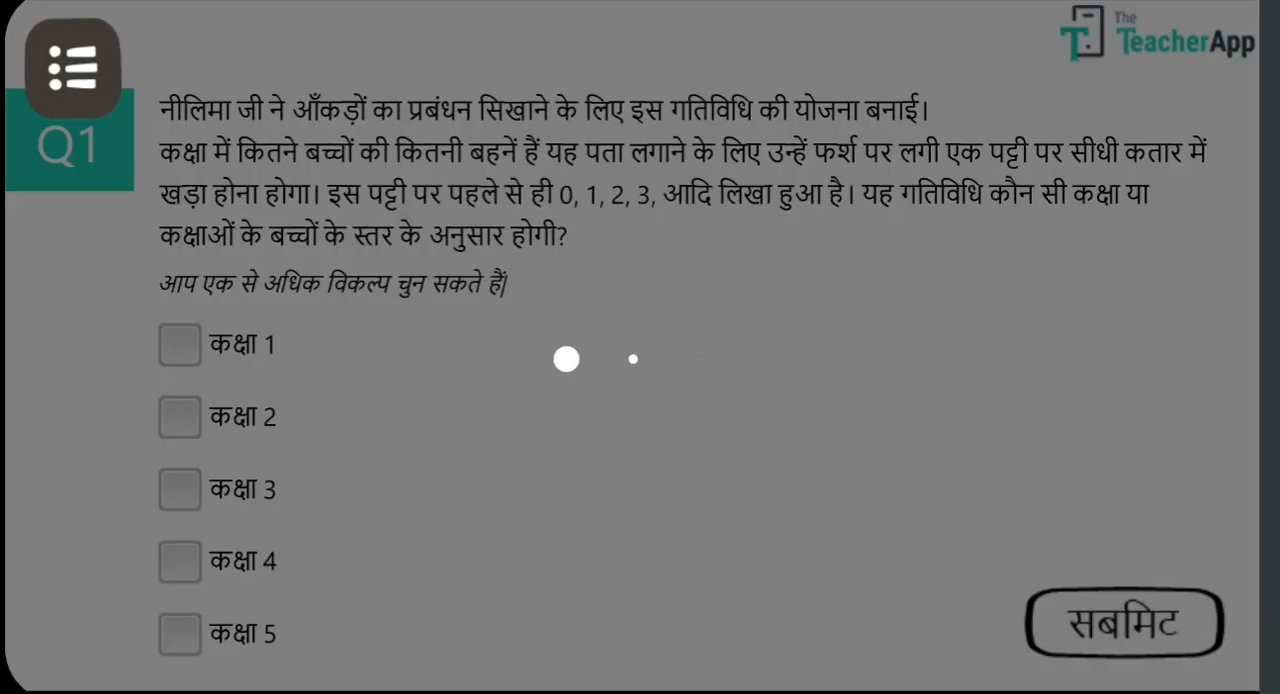 The
TeacherApp
Q1
नीलिमा जी ने आँकड़ों का प्रबंधन सिखाने के लिए इस गतिविधि की योजना बनाई।
कक्षा में कितने बच्चों की कितनी बहनें हैं यह पता लगाने के लिए उन्हें फर्श पर लगी एक पट्टी पर सीधी कतार में
खड़ा होना होगा। इस पट्टी पर पहले से ही 0, 1, 2, 3, आदि लिखा हुआ है। यह गतिविधि कौन सी कक्षा या
कक्षाओं के बच्चों के स्तर के अनुसार होगी?
आप एक से अधिक विकल्प चुन सकते हैं|
कक्षा 1
कक्षा 2
कक्षा 3
कक्षा 4
कक्षा 5
सबमिट